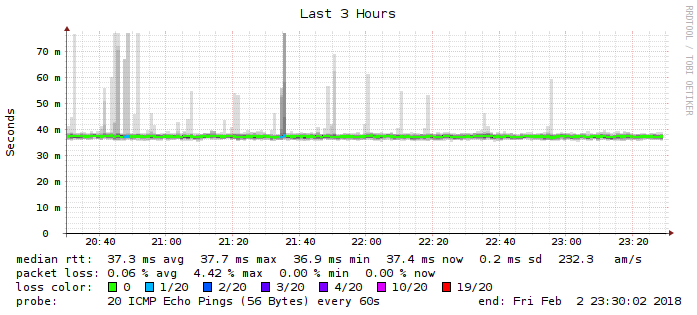 Last 3 Hours
RRDTOOL / TOBI OETIKER
Seconds
70 m
60 m
50 m
40 m
30 m
20 m
10 m
0
20:40 21:00 21:20 21:40 22:00 22:20 22:40 23:00 23:20
median rtt: 37.3 ms avg 37.7 ms max 36.9 ms min 37.4 ms now 0.2 ms sd 232.3 am/s
packet loss: 0.06 % avg 4.42 % max 0.00 % min 0.00 % now
loss color: 0 1/20 2/20 3/20 4/20 10/20 19/20
probe: 20 ICMP Echo Pings (56 Bytes) every 60s end: Fri Feb 2 23:30:02 2018